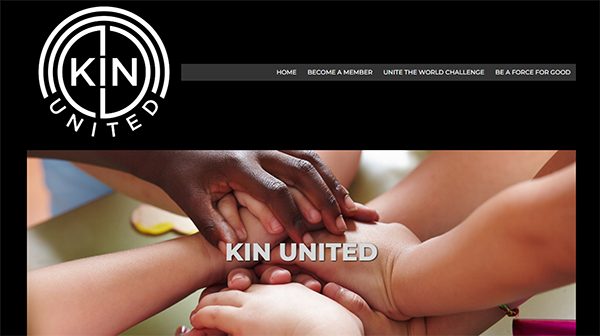 KIN
UNITED
HOME BECOME A MEMBER UNITE THE WORLD CHALLENGE BE A FORCE FOR GOOD
KIN UNITED